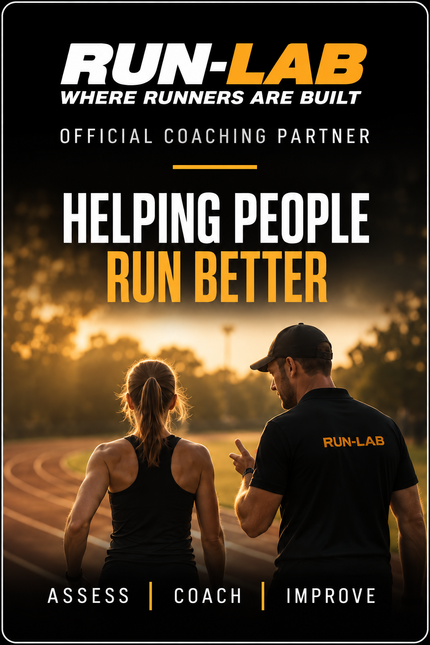 RUN-LAB
WHERE RUNNERS ARE BUILT
OFFICIAL COACHING PARTNER
HELPING PEOPLE
RUN BETTER
RUN-LAB
ASSESS | COACH | IMPROVE